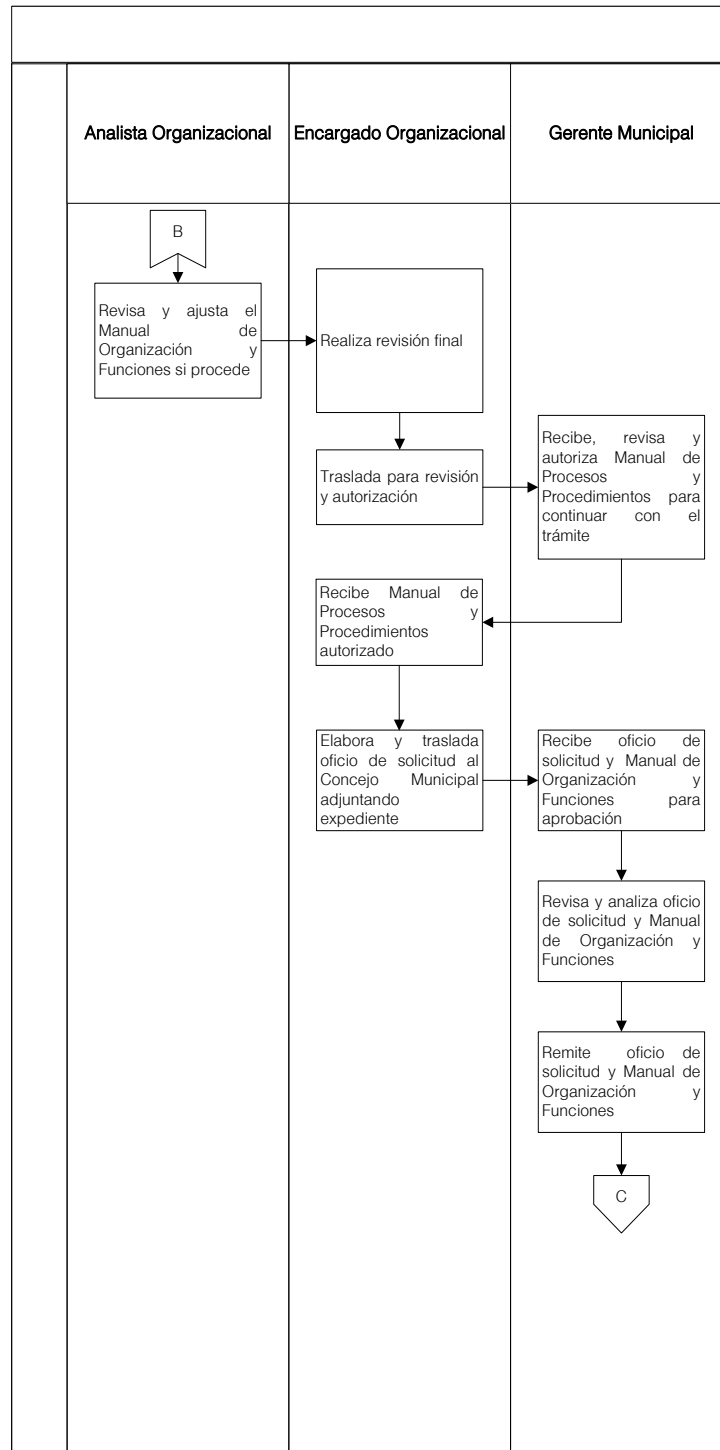 Analista Organizacional
Encargado Organizacional
Gerente Municipal
B
Revisa y ajusta el
Manual de
Organización y
Funciones si procede
Realiza revisión final
Traslada para revisión
y autorización
Recibe, revisa y
autoriza Manual de
Procesos y
Procedimientos para
continuar con el
trámite
Recibe Manual de
Procesos y
Procedimientos
autorizado
Elabora y traslada
oficio de solicitud al
Concejo Municipal
adjuntando
expediente
Recibe oficio de
solicitud y Manual de
Organización y
Funciones para
aprobación
Revisa y analiza oficio
de solicitud y Manual
de Organización y
Funciones
Remite oficio de
solicitud y Manual de
Organización y
Funciones
C